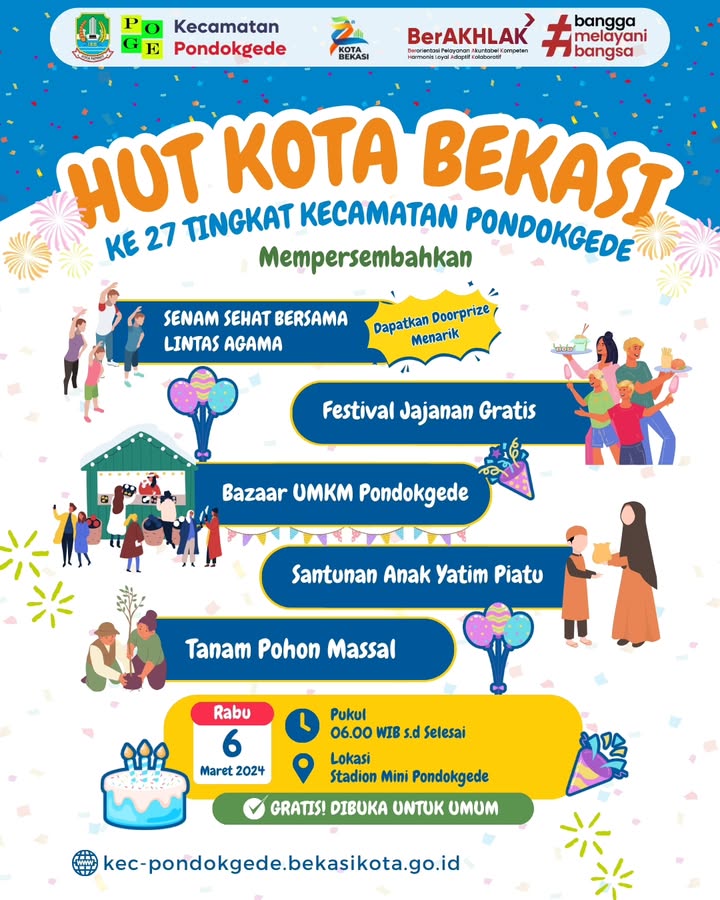 POGE
Kecamatan
Pondokgede
KOTA
BEKASI
BerAKHLAK
Berorientasi Pelayanan Akuntabel Kompeten
Harmonis Loyal Adaptif Kolaboratif
#bangga
melayani
bangsa
HUT KOTA BEKASI
KE 27 TINGKAT KECAMATAN PONDOKGEDE
Mempersembahkan
SENAM SEHAT BERSAMA
LINTAS AGAMA
Dapatkan Doorprize
Menarik
Festival Jajanan Gratis
Bazaar UMKM Pondokgede
Santunan Anak Yatim Piatu
Tanam Pohon Massal
Rabu
6
Maret 2024
Pukul
06.00 WIB s.d Selesai
Lokasi
Stadion Mini Pondokgede
GRATIS! DIBUKA UNTUK UMUM
kec-pondokgede.bekasikota.go.id